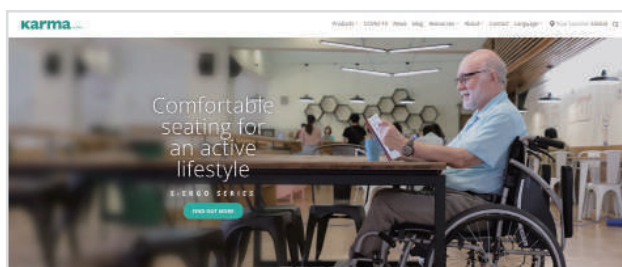 Karma
Products COVID-19 News Blog Resources About Contact Language
Comfortable
seating for
an active
lifestyle
S-ERGO SERIES
FIND OUT MORE